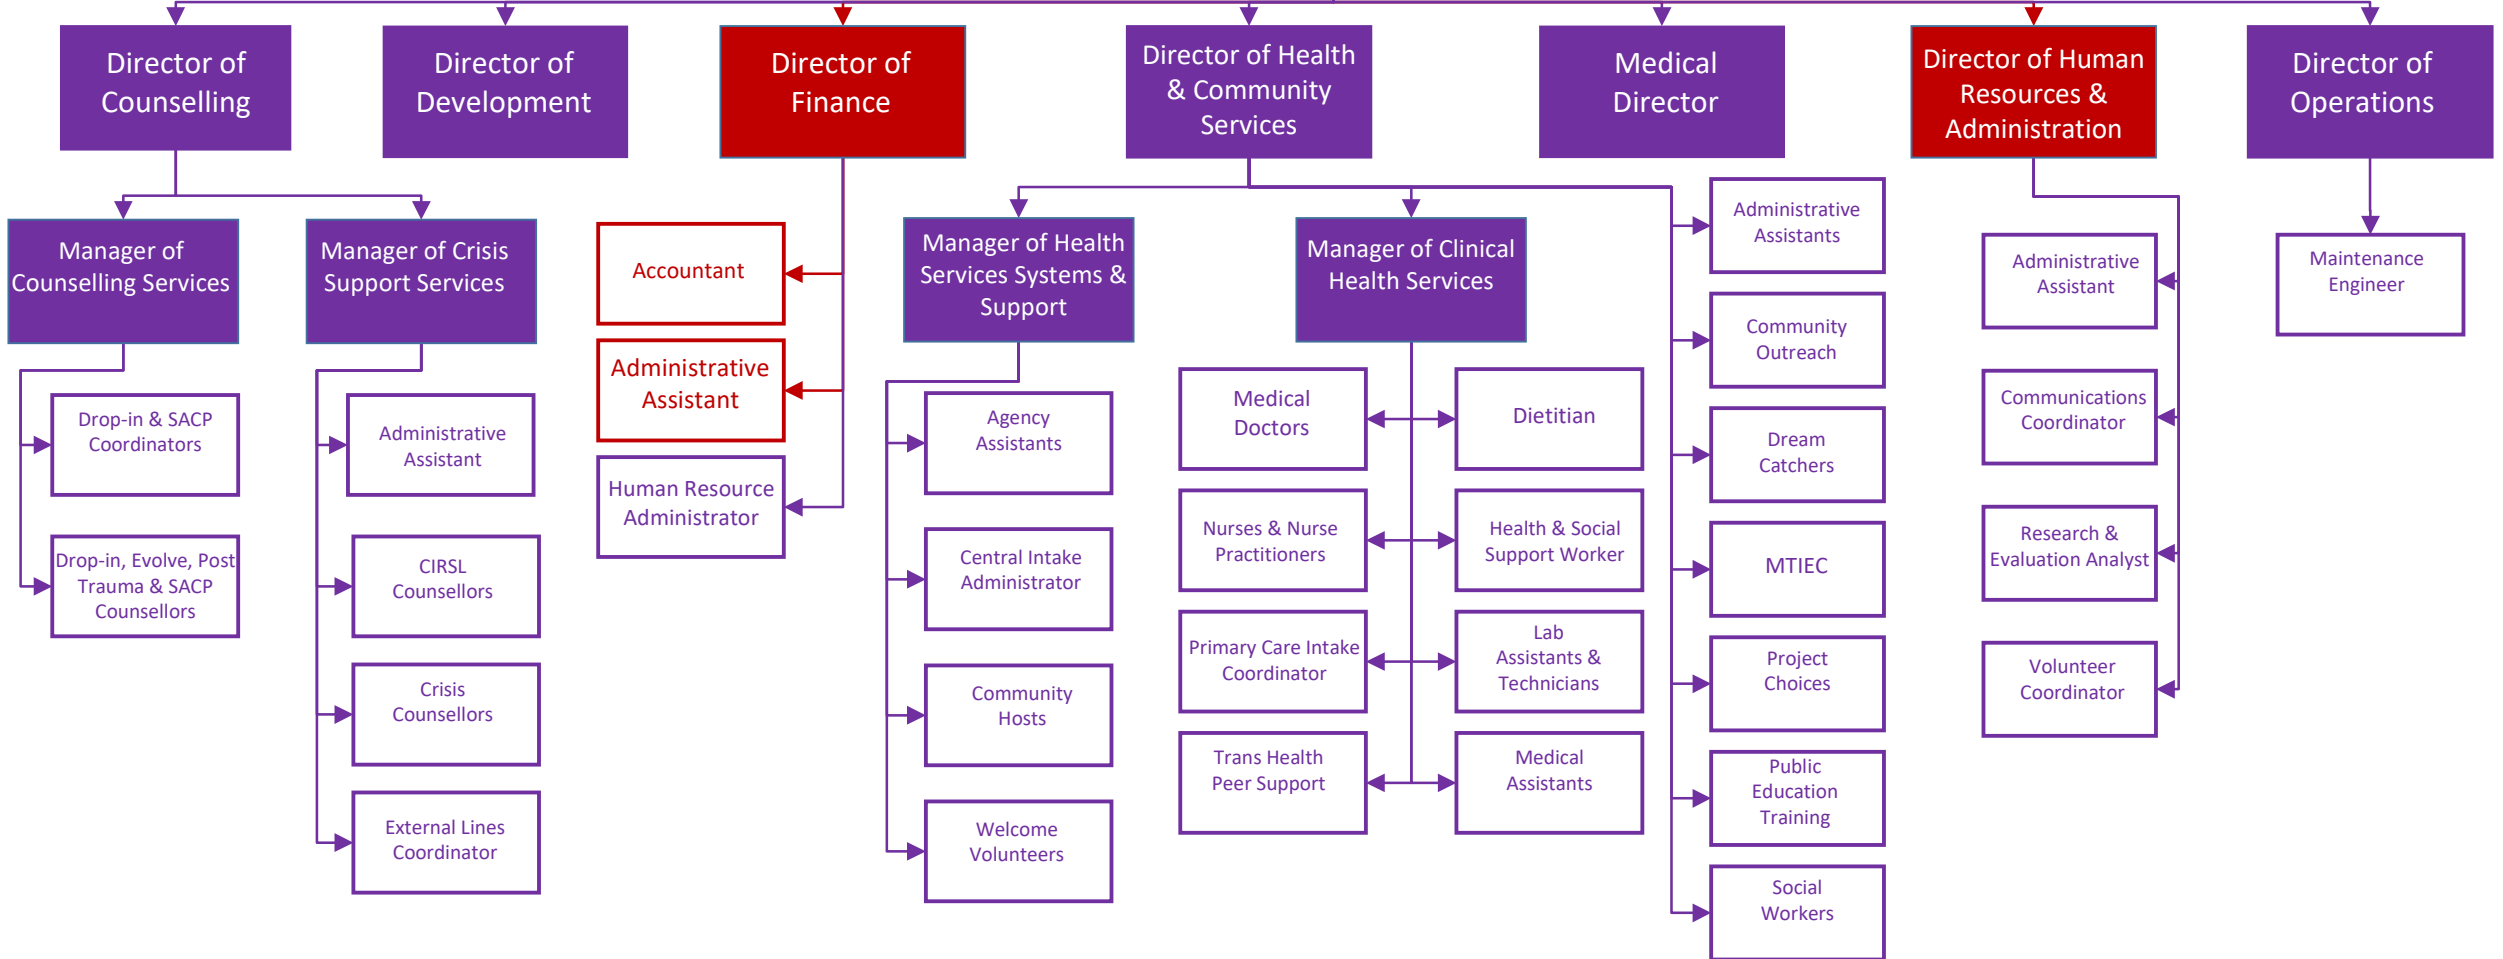 Director of
Counselling
Director of
Development
Director of
Finance
Director of Health
& Community
Services
Medical
Director
Director of Human
Resources &
Administration
Director of
Operations
Manager of
Counselling Services
Manager of Crisis
Support Services
Accountant
Administrative
Assistant
Human Resource
Administrator
Manager of Health
Services Systems &
Support
Manager of Clinical
Health Services
Administrative
Assistants
Community
Outreach
Dream
Catchers
MTIEC
Project
Choices
Public
Education
Training
Social
Workers
Administrative
Assistant
Communications
Coordinator
Research &
Evaluation Analyst
Volunteer
Coordinator
Maintenance
Engineer
Drop-in & SACP
Coordinators
Drop-in, Evolve, Post
Trauma & SACP
Counsellors
Administrative
Assistant
CIRSL
Counsellors
Crisis
Counsellors
External Lines
Coordinator
Agency
Assistants
Central Intake
Administrator
Community
Hosts
Welcome
Volunteers
Medical
Doctors
Dietitian
Nurses & Nurse
Practitioners
Health & Social
Support Worker
Primary Care Intake
Coordinator
Lab
Assistants &
Technicians
Trans Health
Peer Support
Medical
Assistants